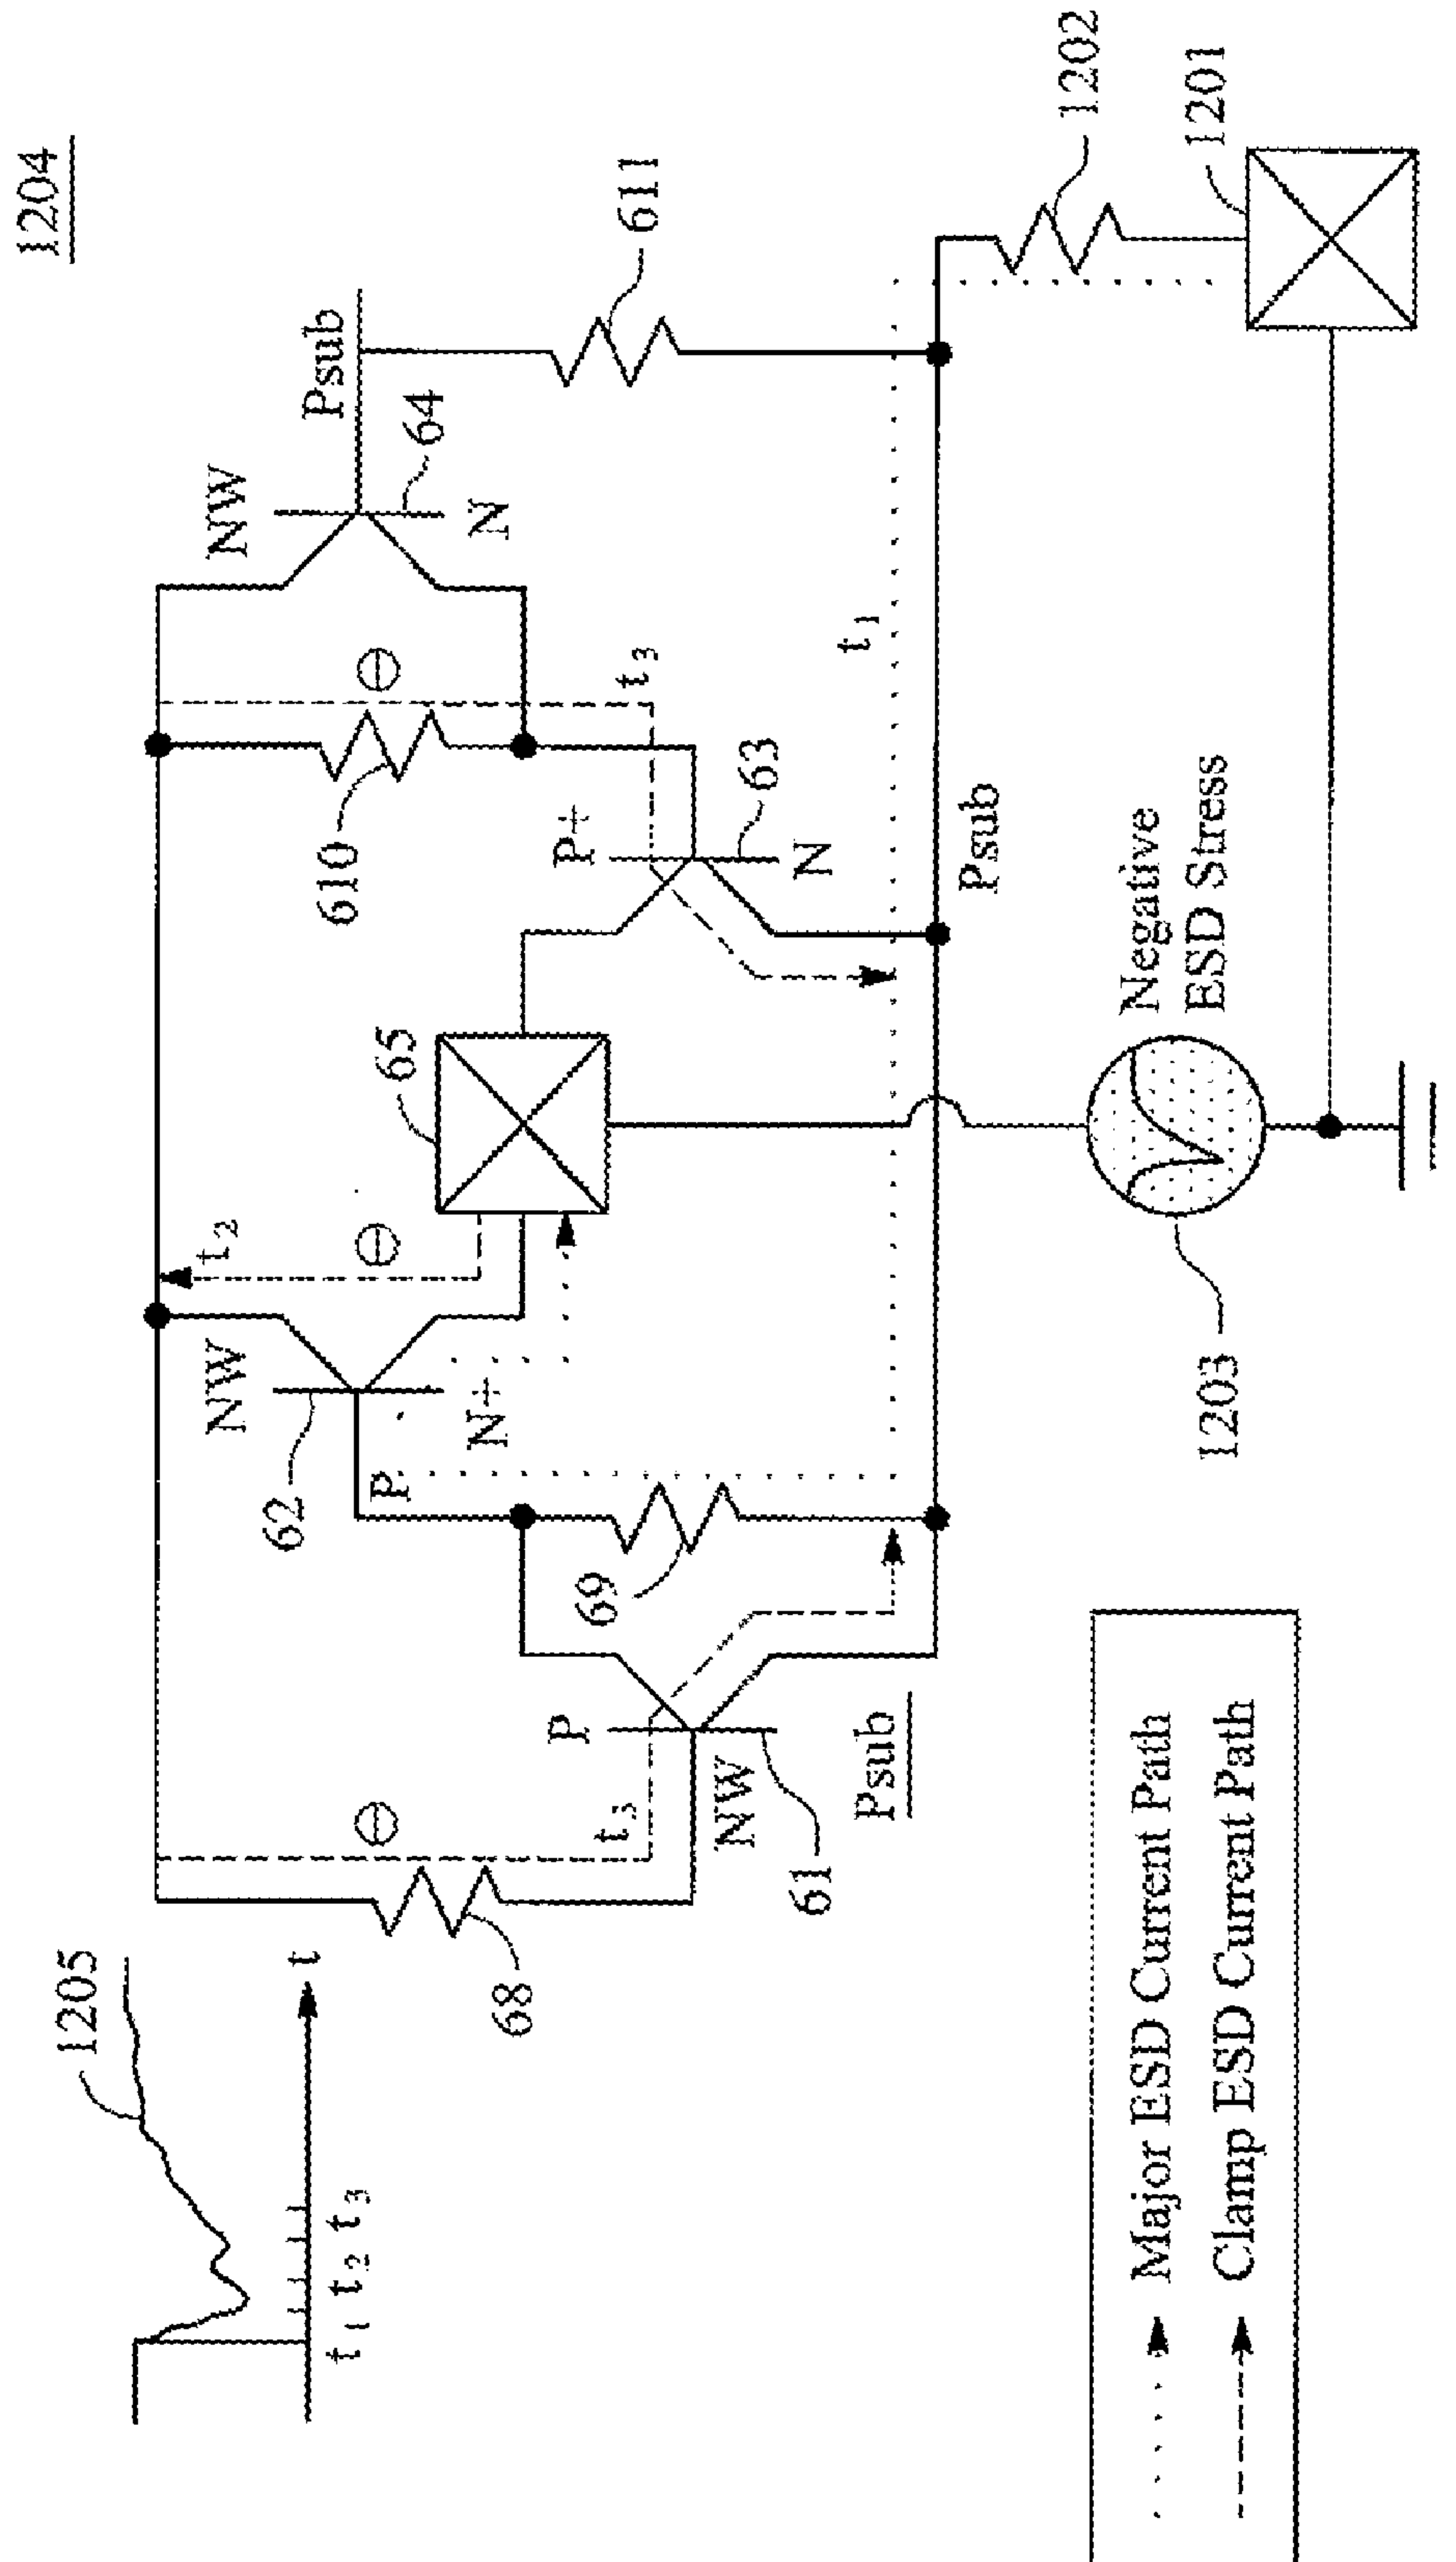 1204
1205
t
t1 t2 t3
68
t3
⊖
P
NW
61
Psub
62
NW
P
N+
69
t2
⊖
65
610
P+
N
63
t3
⊖
NW
N
64
Psub
611
t1
Psub
1202
1201
1203
Negative
ESD Stress
Major ESD Current Path
Clamp ESD Current Path